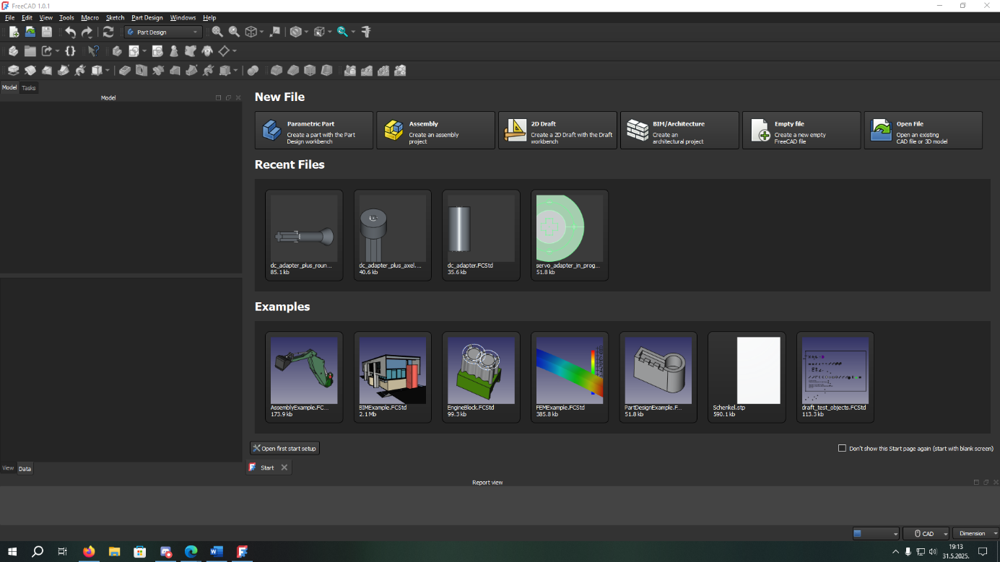 FreeCAD 1.0.1
File Edit View Tools Macro Sketch Part Design Windows Help
Part Design
Model Tasks
Model
New File
Parametric Part
Create a part with the Part
Design workbench
Assembly
Create an assembly
project
2D Draft
Create a 2D Draft with the Draft
workbench
BIM/Architecture
Create an
architectural project
Empty file
Create a new empty
FreeCAD file
Open File
Open an existing
CAD file or 3D model
Recent Files
dc_adapter_plus_roun...
85.1 kb
dc_adapter_plus_axel....
40.6 kb
dc_adapter.FCStd
35.6 kb
servo_adapter_in_prog...
51.8 kb
Examples
AssemblyExample.FC...
173.9 kb
BIMExample.FCStd
2.1 Mb
EngineBlock.FCStd
99.3 kb
FEMExample.FCStd
385.8 kb
PartDesignExample.F...
51.8 kb
Schenkel.stp
590.1 kb
draft_test_objects.FCStd
113.3 kb
Open first start setup
Don't show this Start page again (start with blank screen)
View Data
Start
Report view
CAD
Dimension
19:13
31.5.2025.